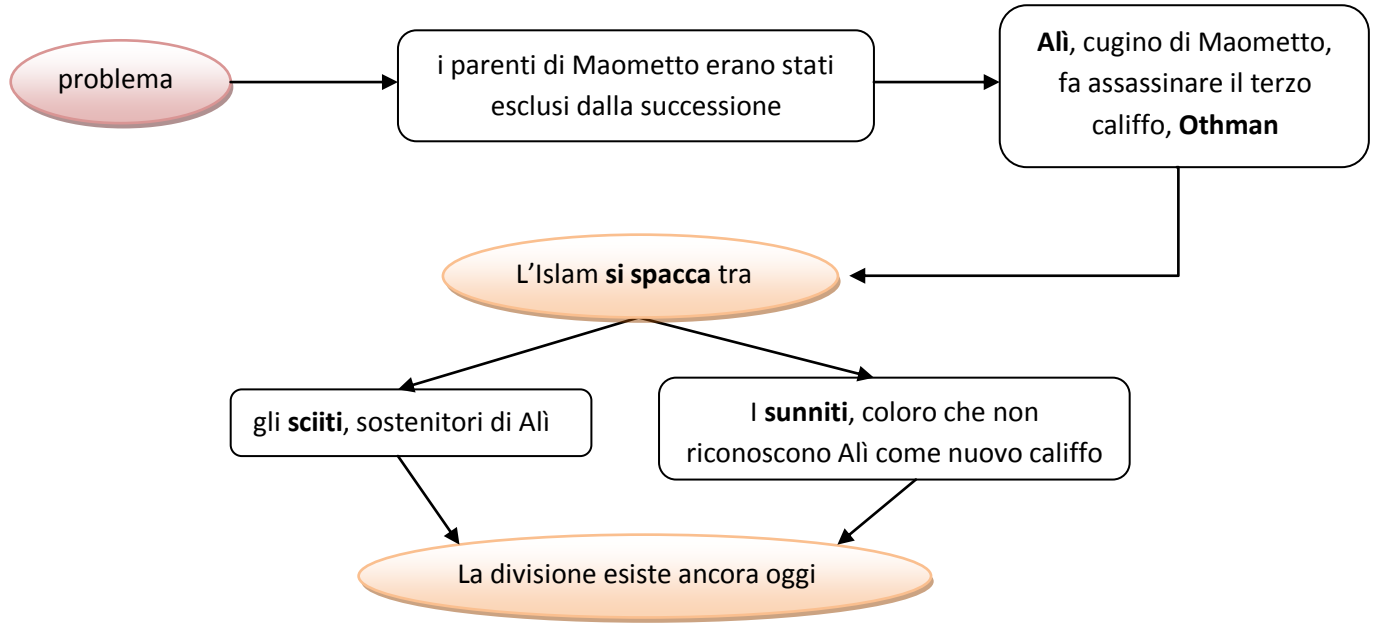 problema
i parenti di Maometto erano stati
esclusi dalla successione
Alì, cugino di Maometto,
fa assassinare il terzo
califfo, Othman
L'Islam si spacca tra
gli sciiti, sostenitori di Alì
I sunniti, coloro che non
riconoscono Alì come nuovo califfo
La divisione esiste ancora oggi